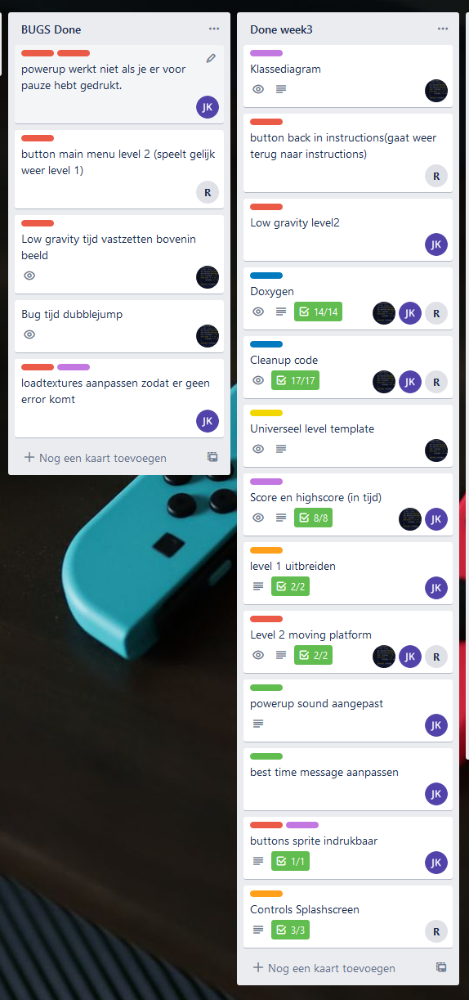 BUGS Done
powerup werkt niet als je er voor
pauze hebt gedrukt.
JK
button main menu level 2 (speelt gelijk
weer level 1)
R
Low gravity tijd vastzetten bovenin
beeld
Bug tijd dubblejump
loadtextures aanpassen zodat er geen
error komt
JK
+ Nog een kaart toevoegen
Done week3
Klassediagram
button back in instructions(gaat weer
terug naar instructions)
R
Low gravity level2
JK
Doxygen
14/14 JK R
Cleanup code
17/17 JK R
Universeel level template
Score en highscore (in tijd)
8/8 JK
level 1 uitbreiden
2/2 JK
Level 2 moving platform
2/2 JK R
powerup sound aangepast
JK
best time message aanpassen
JK
buttons sprite indrukbaar
1/1 JK
Controls Splashscreen
3/3 R
+ Nog een kaart toevoegen